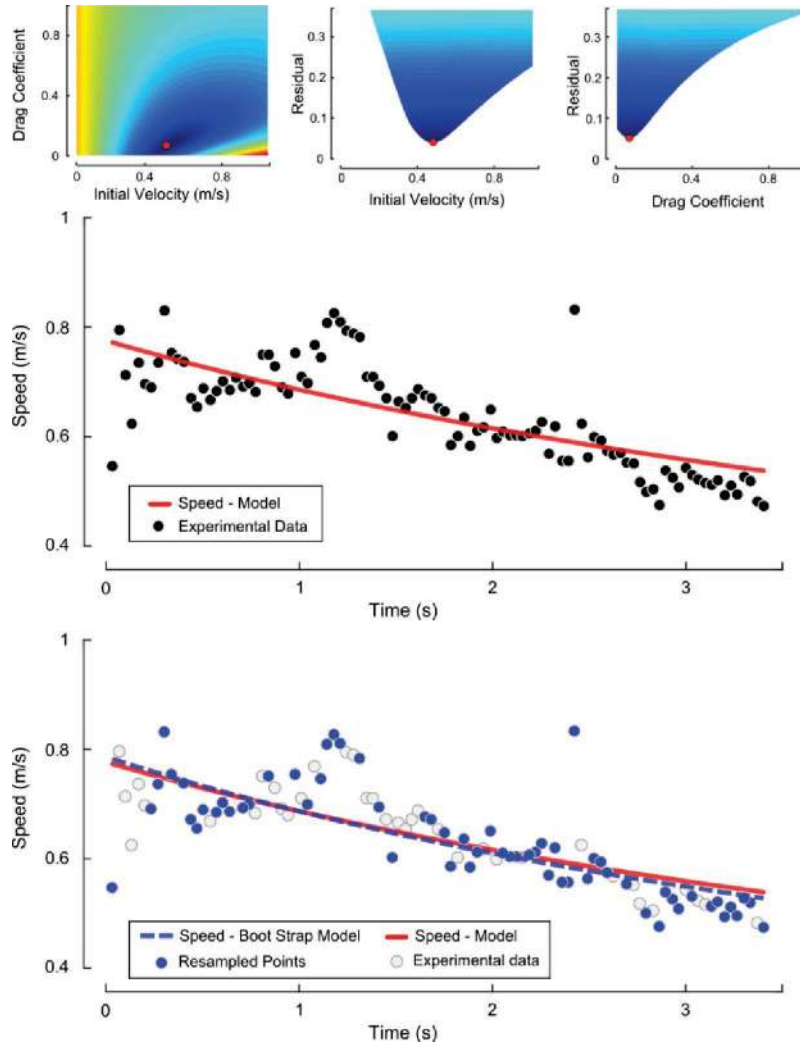 Drag Coefficient
1
0.4
0
0
0.4
0.8
Initial Velocity (m/s)
Residual
0.3
0.2
0.1
0
0
0.4
0.8
Initial Velocity (m/s)
Residual
0.3
0.2
0.1
0
0
0.4
0.8
Drag Coefficient
Speed (m/s)
1
0.8
0.6
0.4
Speed - Model
Experimental Data
0
1
2
3
Time (s)
Speed (m/s)
1
0.8
0.6
0.4
Speed - Boot Strap Model
Speed - Model
Resampled Points
Experimental data
0
1
2
3
Time (s)